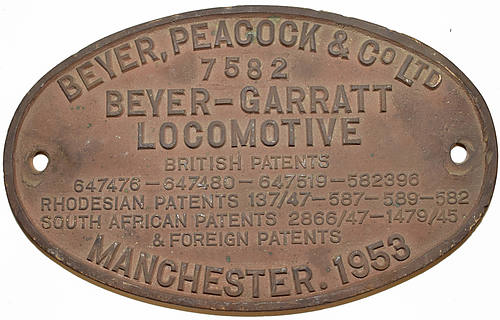 BEYER, PEACOCK & CO LTD
7582
BEYER-GARRATT
LOCOMOTIVE
BRITISH PATENTS
647476-647480-647519-582396
RHODESIAN PATENTS 137/47-587-589-582
SOUTH AFRICAN PATENTS 2866/47-1479/45
& FOREIGN PATENTS
MANCHESTER. 1953